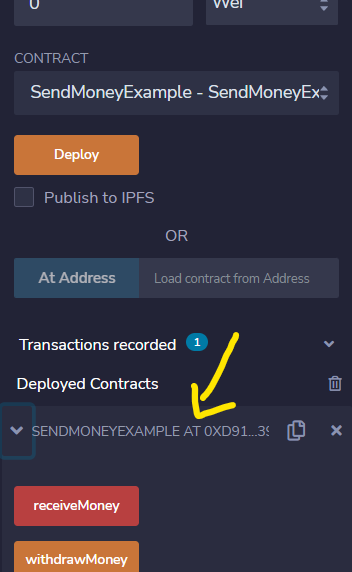 0
Wei
CONTRACT
SendMoneyExample - SendMoneyEx
Deploy
Publish to IPFS
OR
At Address
Load contract from Address
Transactions recorded
1
Deployed Contracts
SENDMONEYEXAMPLE AT 0XD91...39
receiveMoney
withdrawMoney